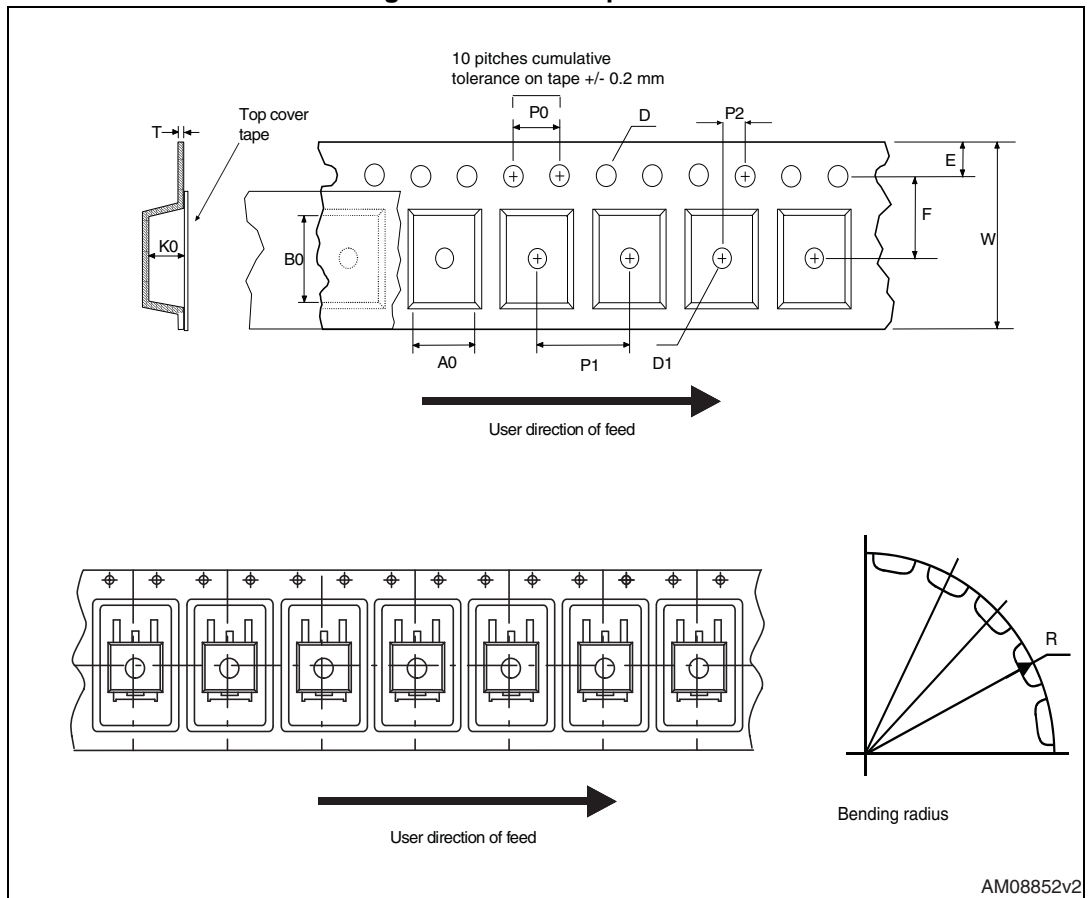 10 pitches cumulative
tolerance on tape +/- 0.2 mm
Top cover
tape
T
P0
D
P2
E
F
W
K0
B0
A0
P1
D1
User direction of feed
R
Bending radius
User direction of feed
AM08852v2